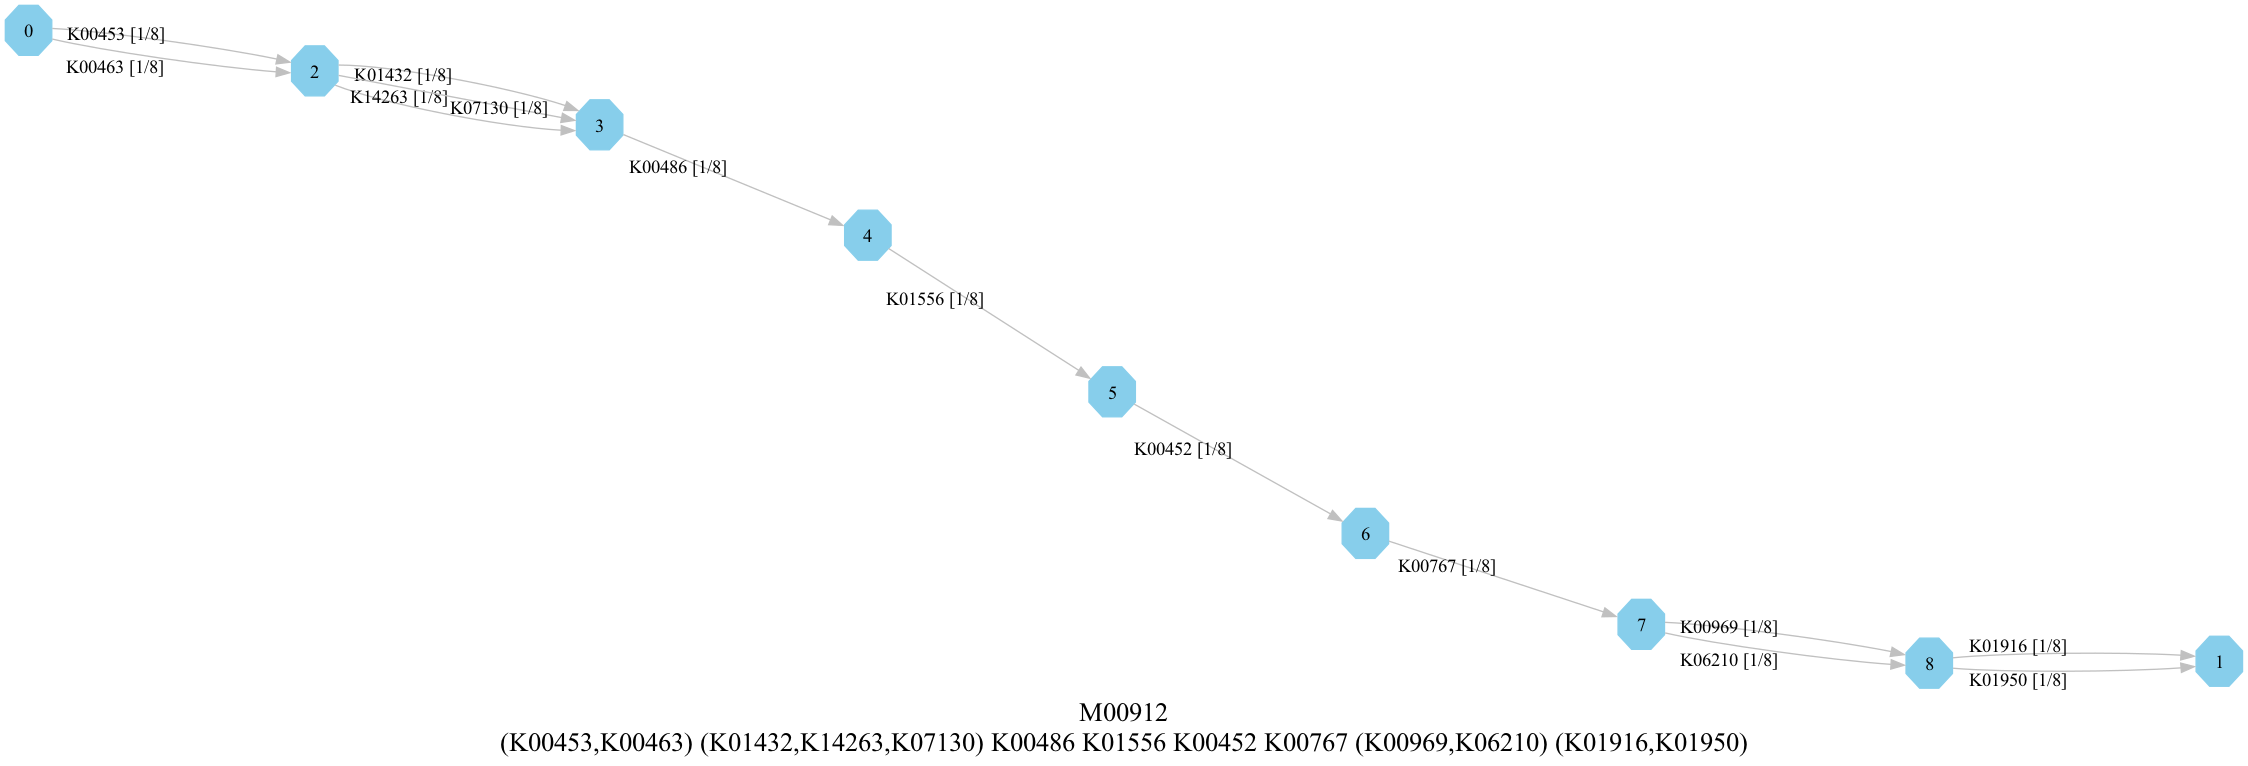 0
K00453 [1/8]
K00463 [1/8]
2
K01432 [1/8]
K14263 [1/8]
K07130 [1/8]
3
K00486 [1/8]
4
K01556 [1/8]
5
K00452 [1/8]
6
K00767 [1/8]
7
K00969 [1/8]
K06210 [1/8]
8
K01916 [1/8]
K01950 [1/8]
1
M00912
(K00453,K00463) (K01432,K14263,K07130) K00486 K01556 K00452 K00767 (K00969,K06210) (K01916,K01950)